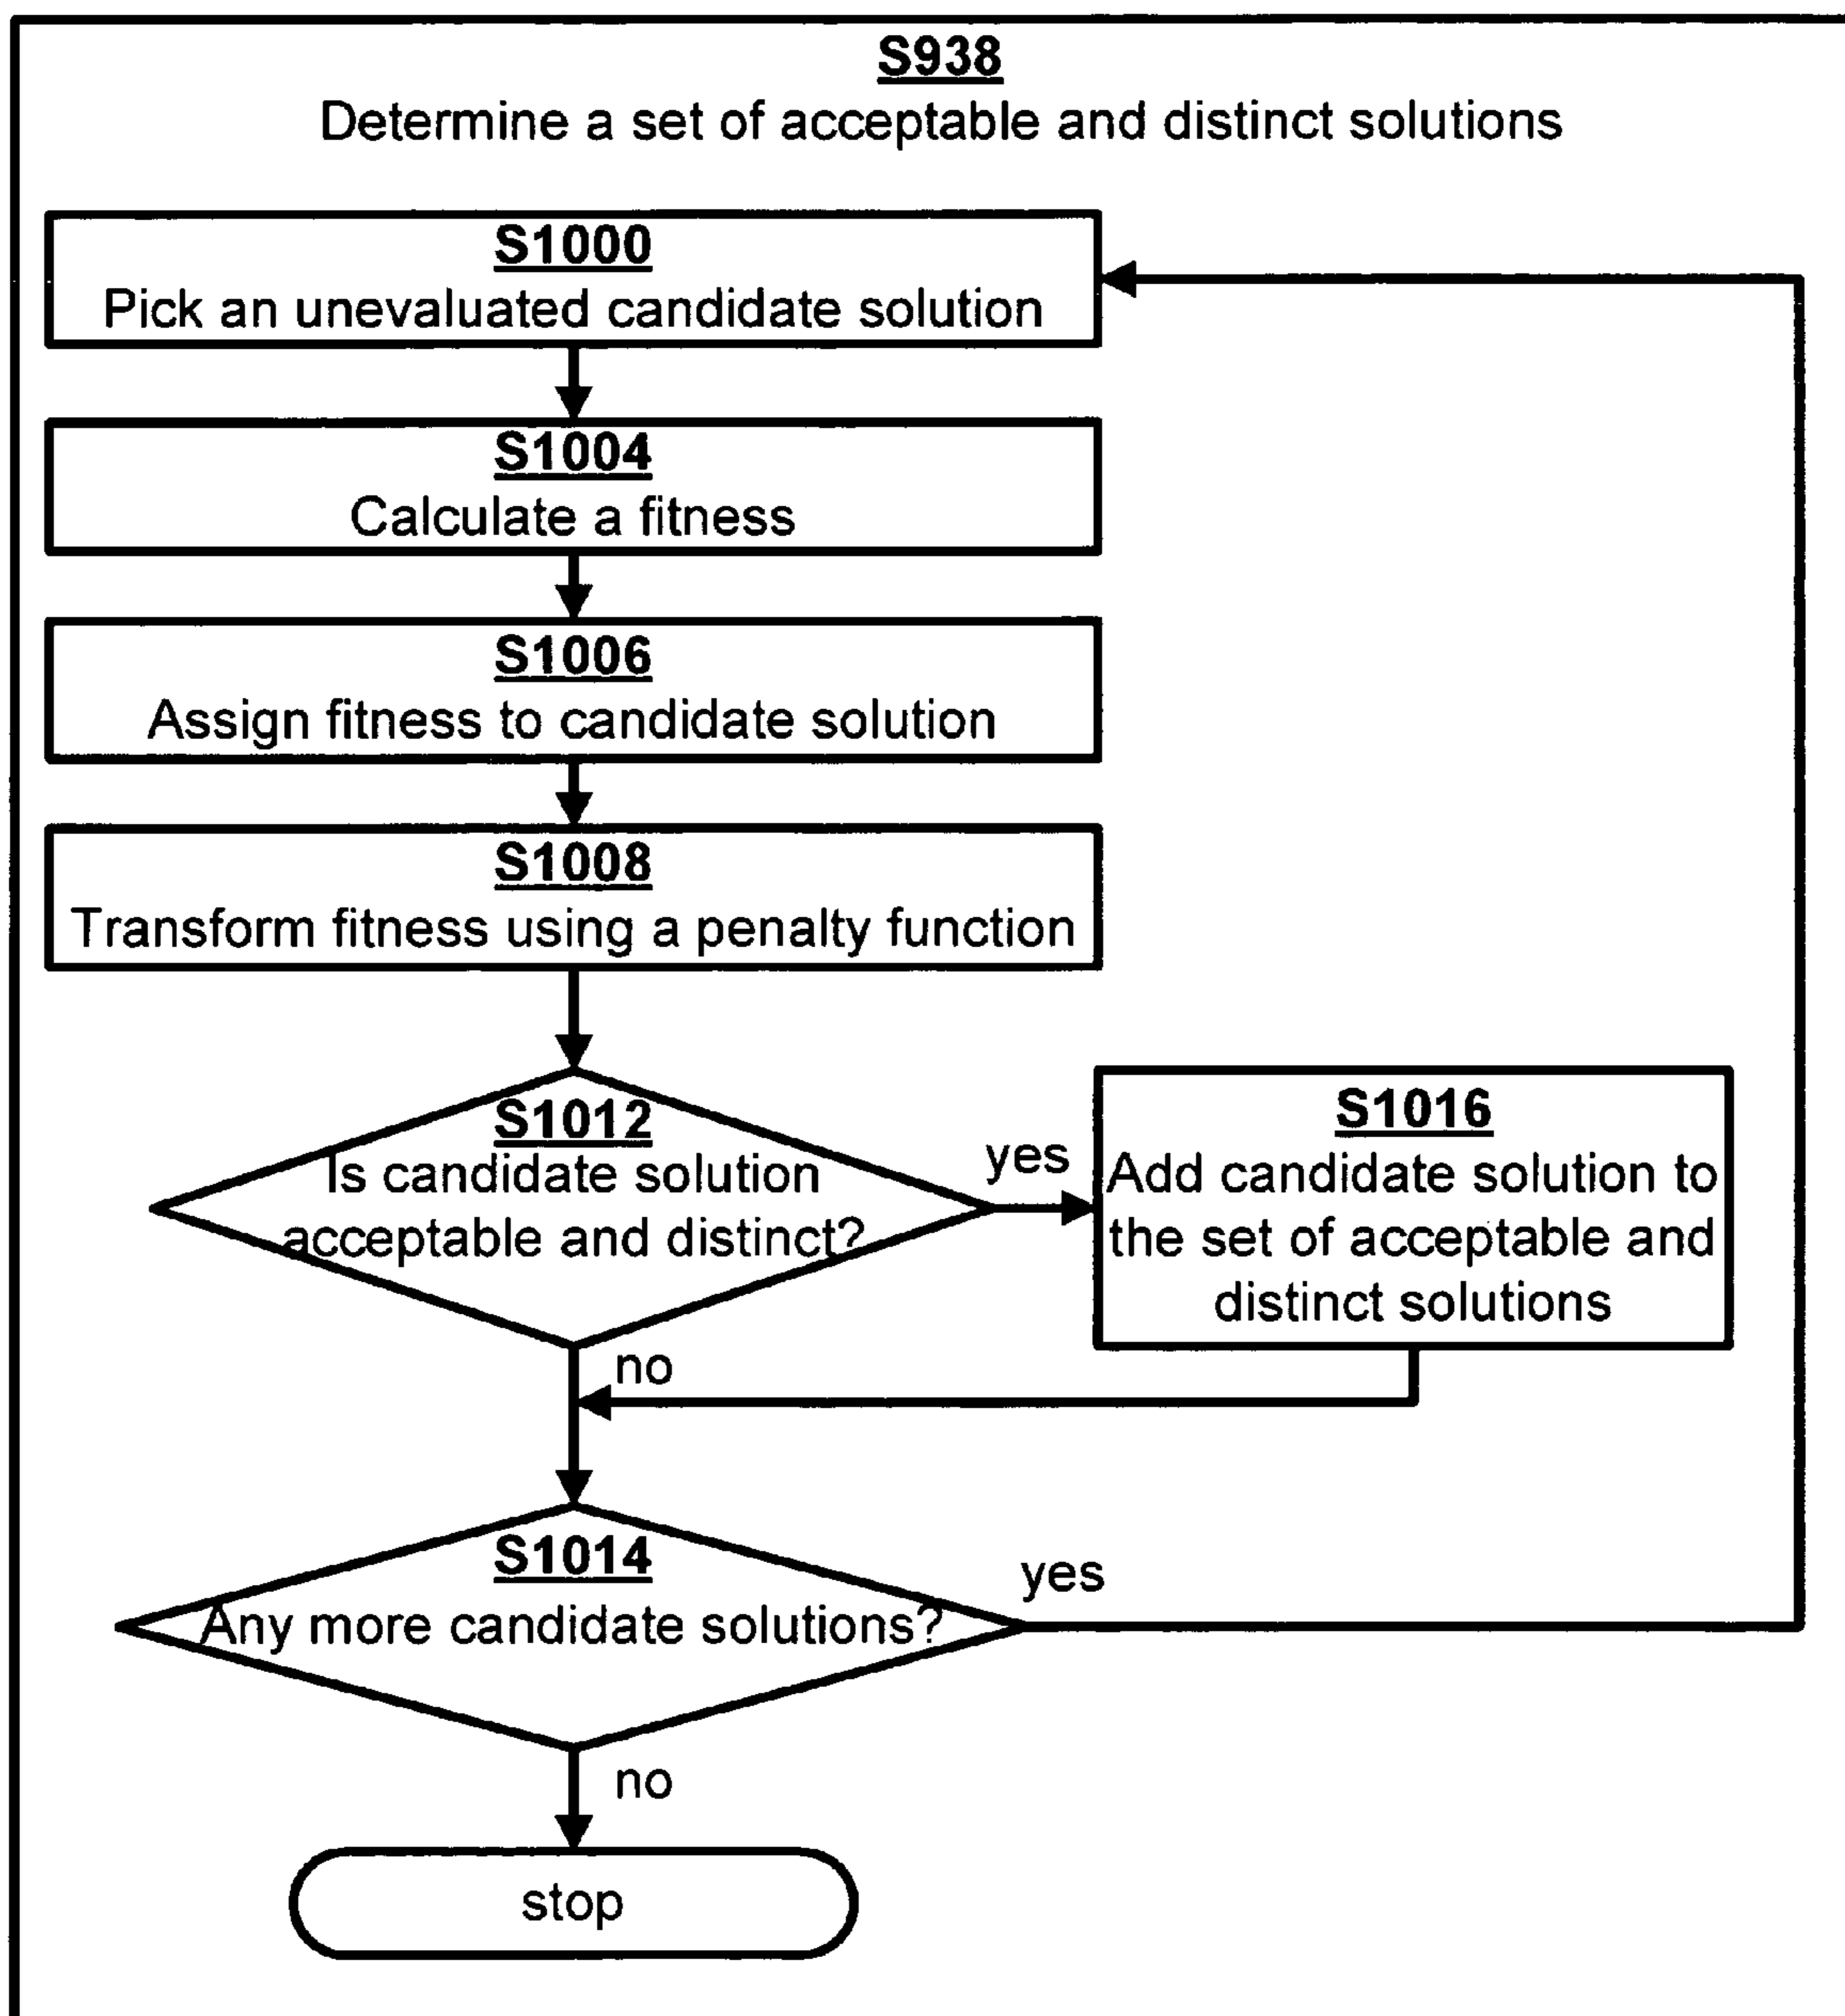 S938
Determine a set of acceptable and distinct solutions
S1000
Pick an unevaluated candidate solution
S1004
Calculate a fitness
S1006
Assign fitness to candidate solution
S1008
Transform fitness using a penalty function
S1012
Is candidate solution
acceptable and distinct?
yes
S1016
Add candidate solution to
the set of acceptable and
distinct solutions
no
S1014
Any more candidate solutions?
yes
no
stop